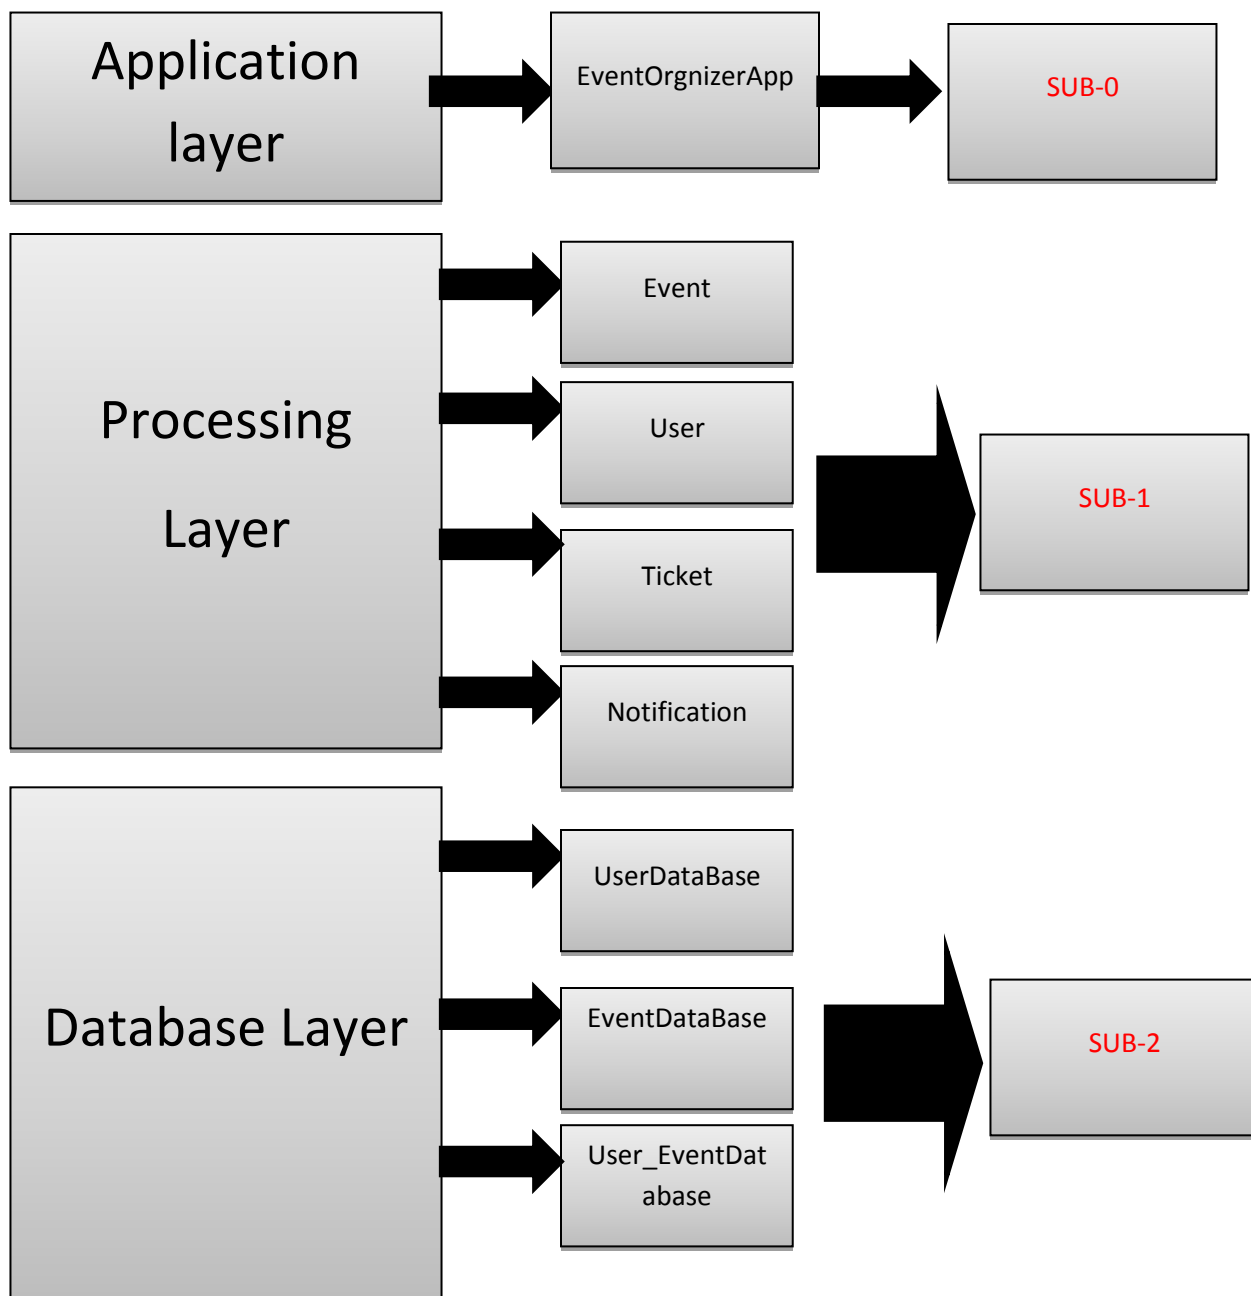 Application
layer
EventOrgnizerApp
SUB-0
Processing
Layer
Event
User
Ticket
Notification
SUB-1
Database Layer
UserDataBase
EventDataBase
User_EventDat
abase
SUB-2